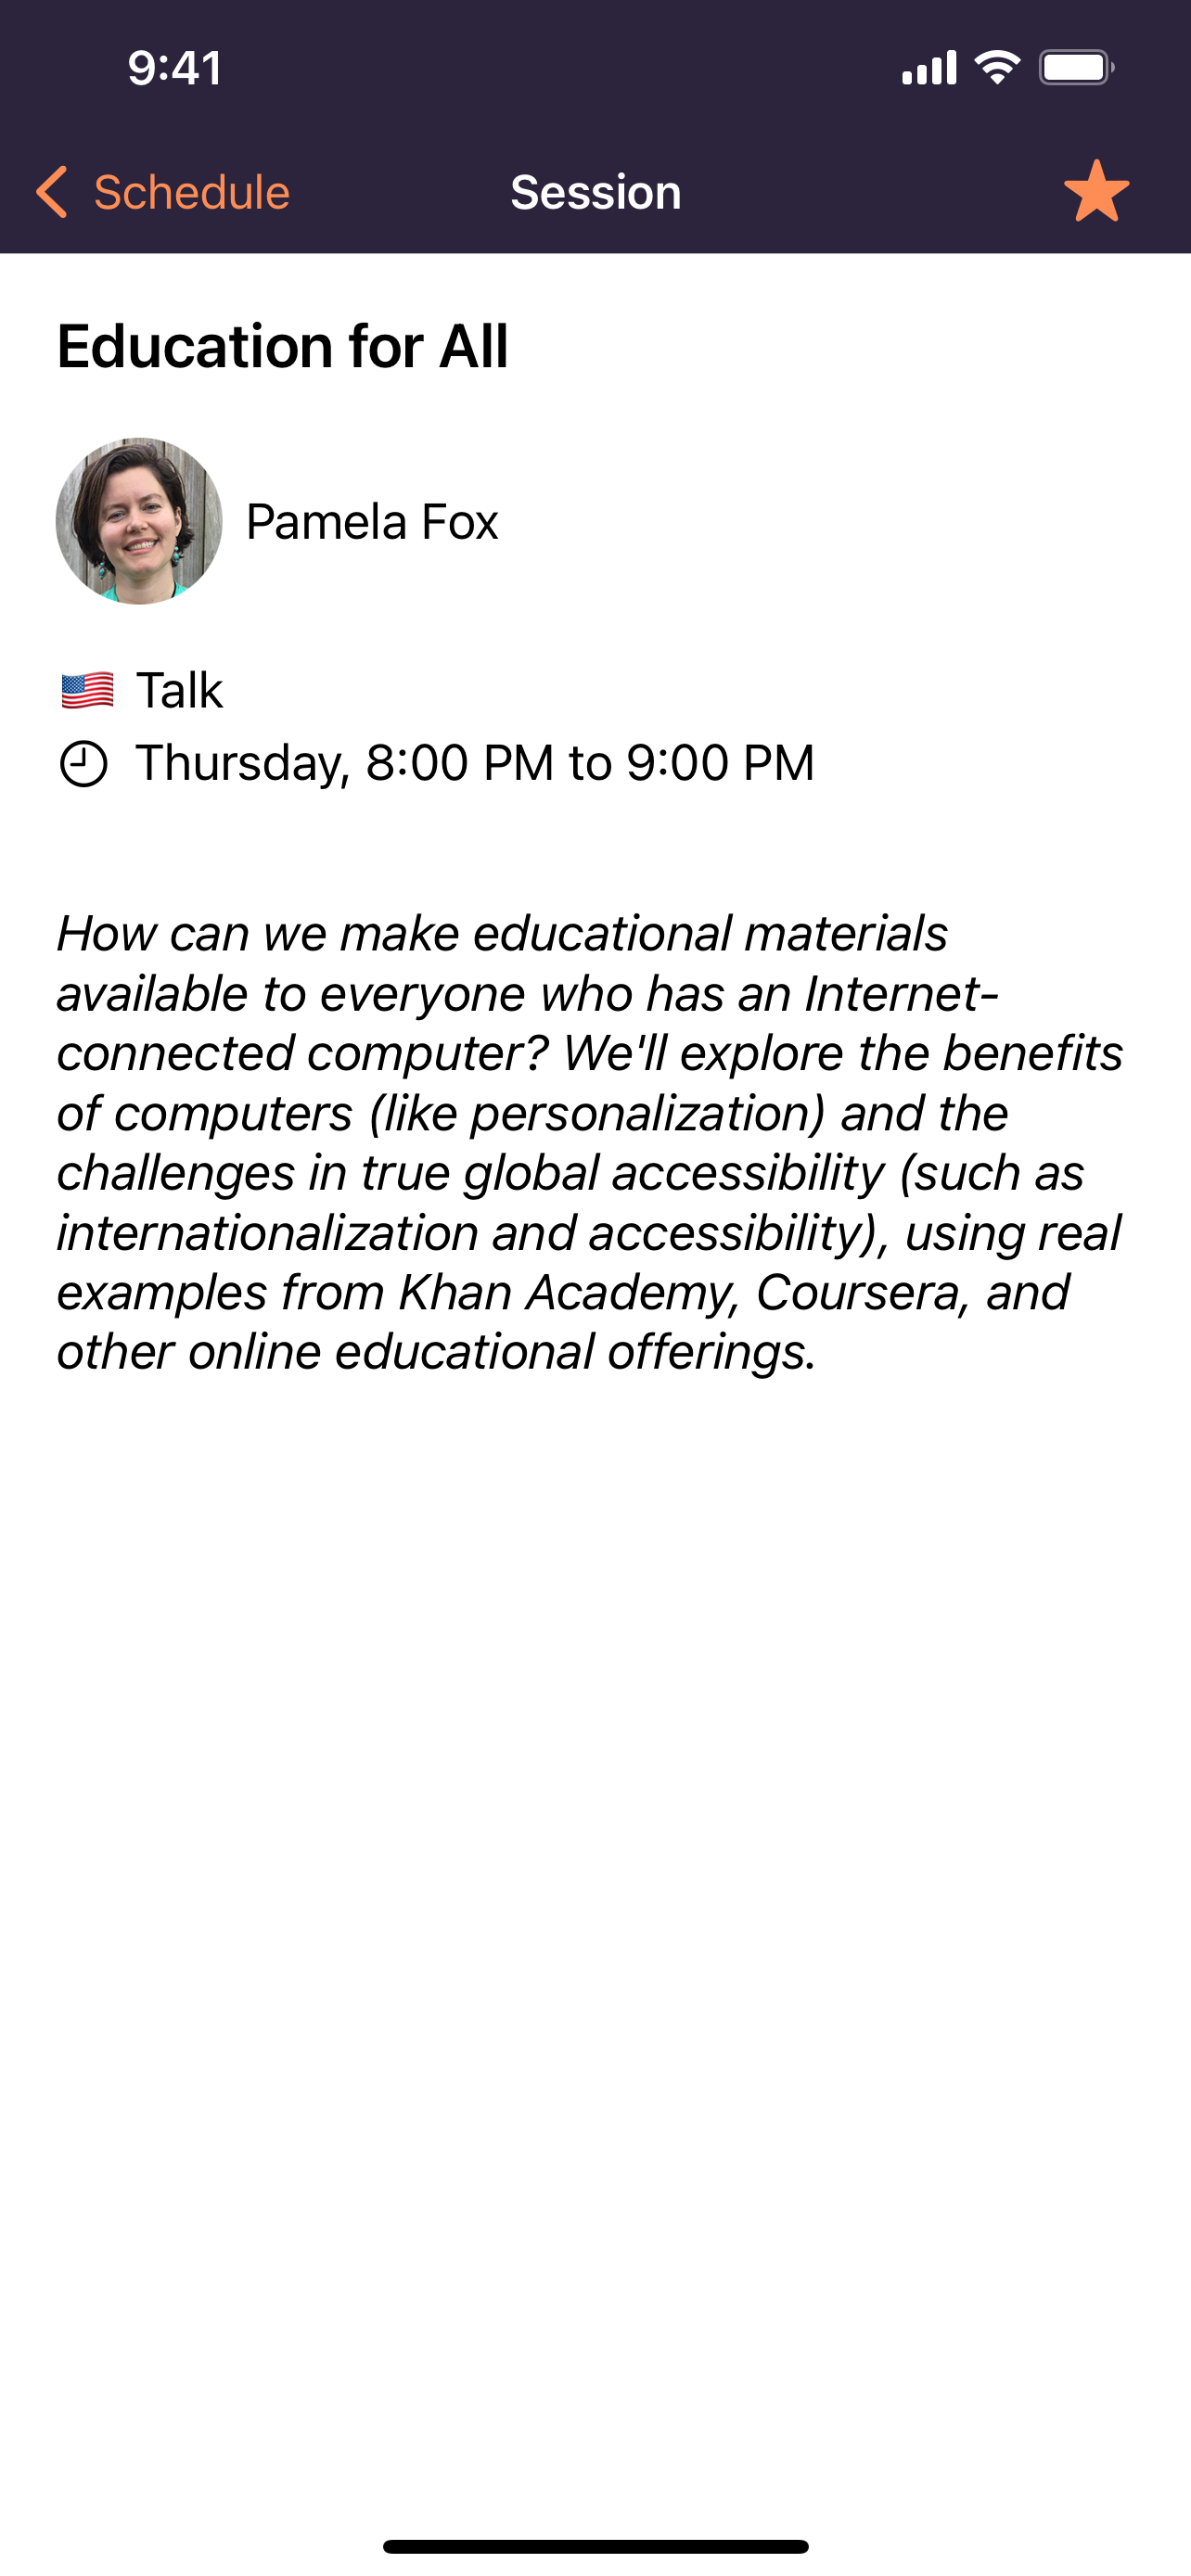 9:41
Schedule
Session
Education for All
Pamela Fox
Talk
Thursday, 8:00 PM to 9:00 PM
How can we make educational materials
available to everyone who has an Internet-
connected computer? We'll explore the benefits
of computers (like personalization) and the
challenges in true global accessibility (such as
internationalization and accessibility), using real
examples from Khan Academy, Coursera, and
other online educational offerings.